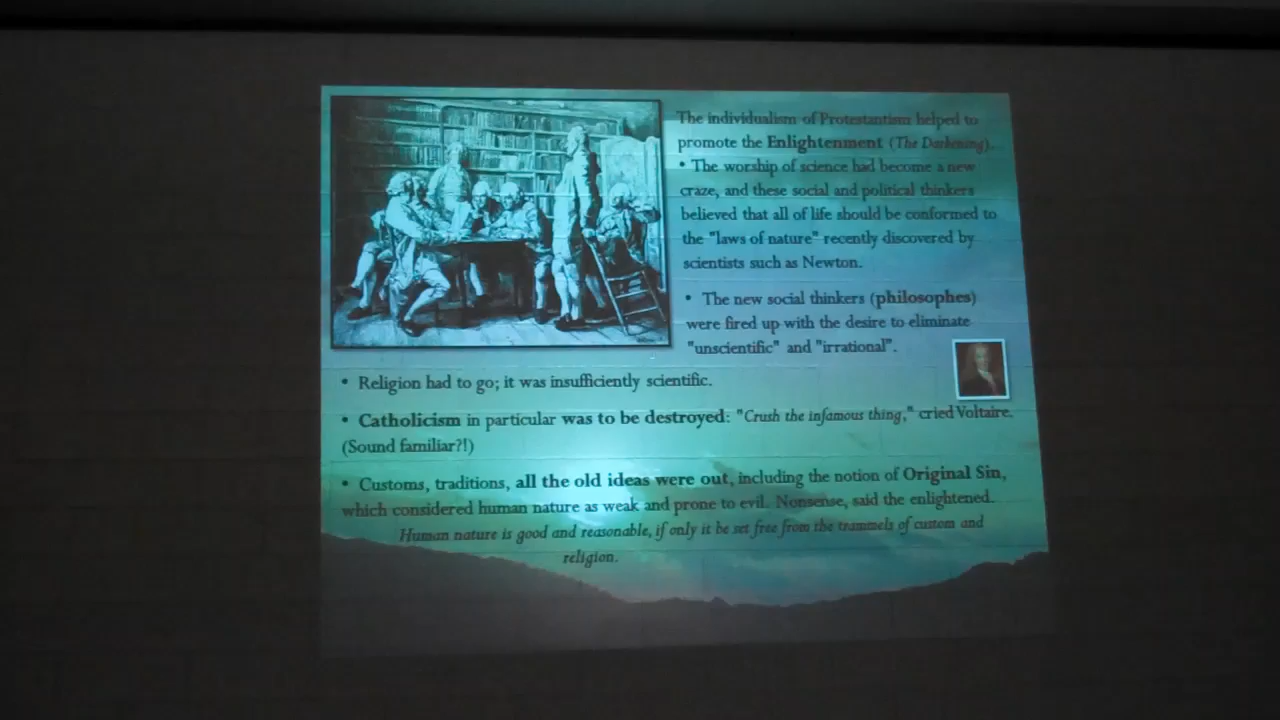 The individualism of Protestantism helped to
promote the Enlightenment (The Darkening).
• The worship of science had become a new
craze, and these social and political thinkers
believed that all of life should be conformed to
the "laws of nature" recently discovered by
scientists such as Newton.
• The new social thinkers (philosophes)
were fired up with the desire to eliminate
"unscientific" and "irrational".
• Religion had to go; it was insufficiently scientific.
• Catholicism in particular was to be destroyed: "Crush the infamous thing," cried Voltaire.
(Sound familiar?!)
• Customs, traditions, all the old ideas were out, including the notion of Original Sin,
which considered human nature as weak and prone to evil. Nonsense, said the enlightened.
Human nature is good and reasonable, if only it be set free from the trammels of custom and
religion.